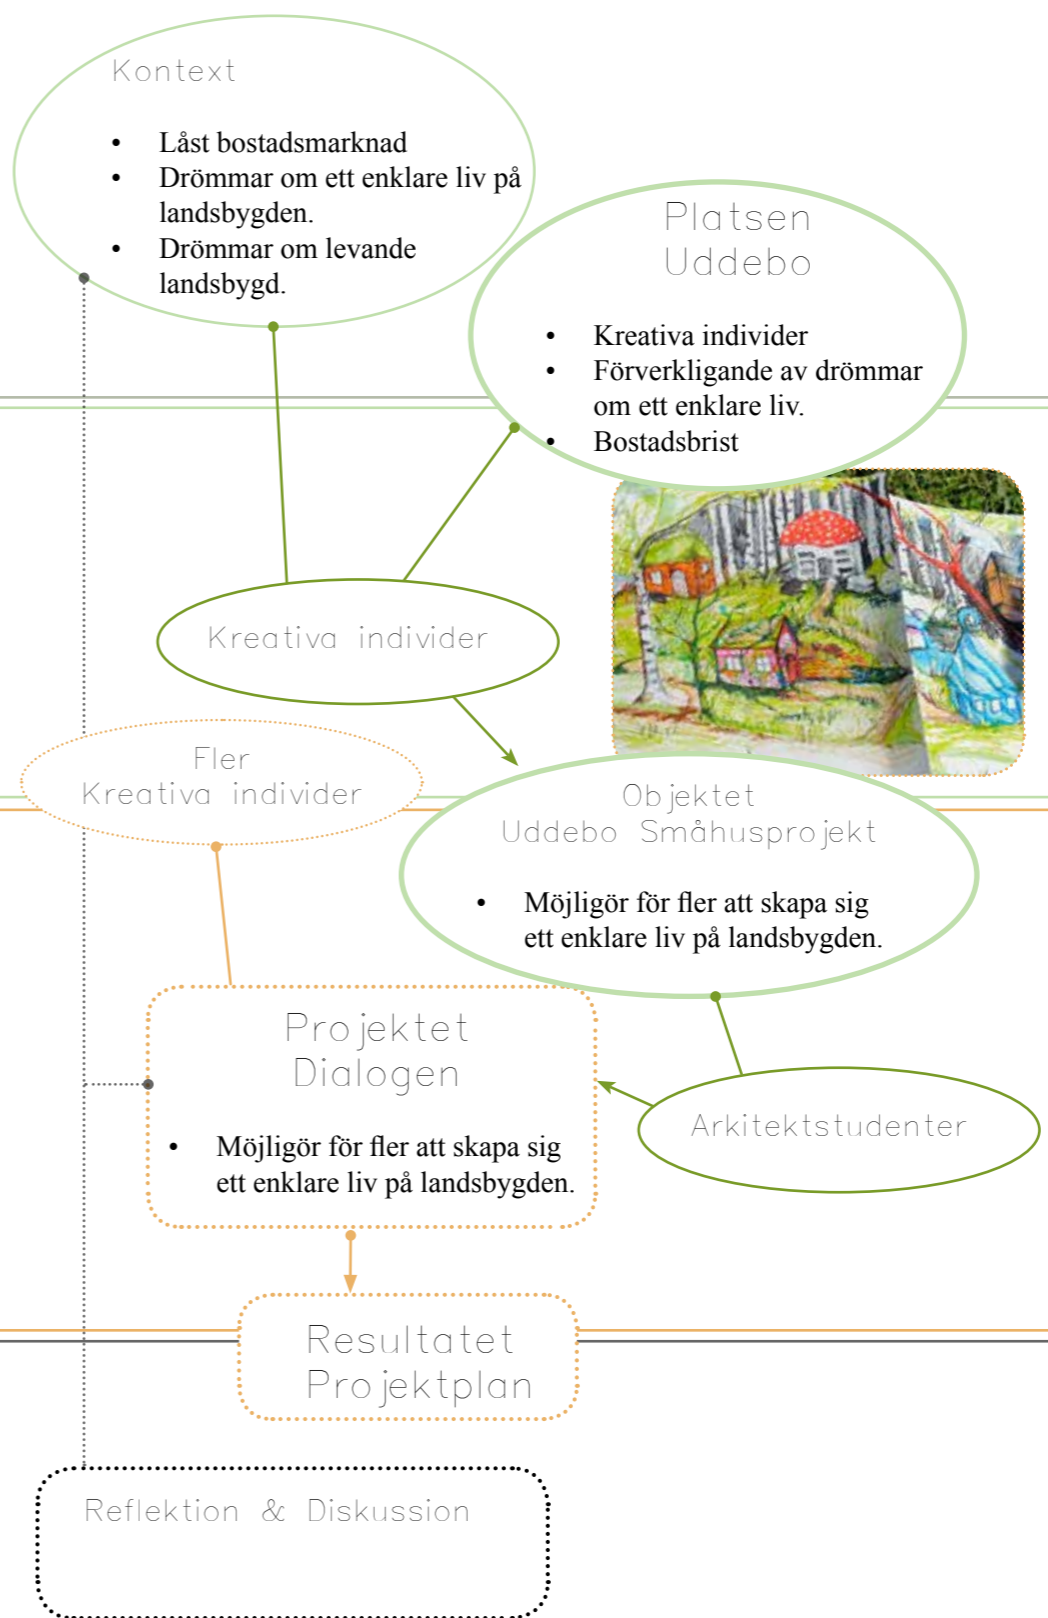 Kontext
• Låst bostadsmarknad
• Drömmar om ett enklare liv på
landsbygden.
• Drömmar om levande
landsbygd.
Platsen
Uddebo
• Kreativa individer
• Förverkligande av drömmar
om ett enklare liv.
• Bostadsbrist
Kreativa individer
Fler
Kreativa individer
Objektet
Uddebo Småhusprojekt
• Möjligör för fler att skapa sig
ett enklare liv på landsbygden.
Projektet
Dialogen
• Möjligör för fler att skapa sig
ett enklare liv på landsbygden.
Arkitektstudenter
Resultatet
Projektplan
Reflektion & Diskussion